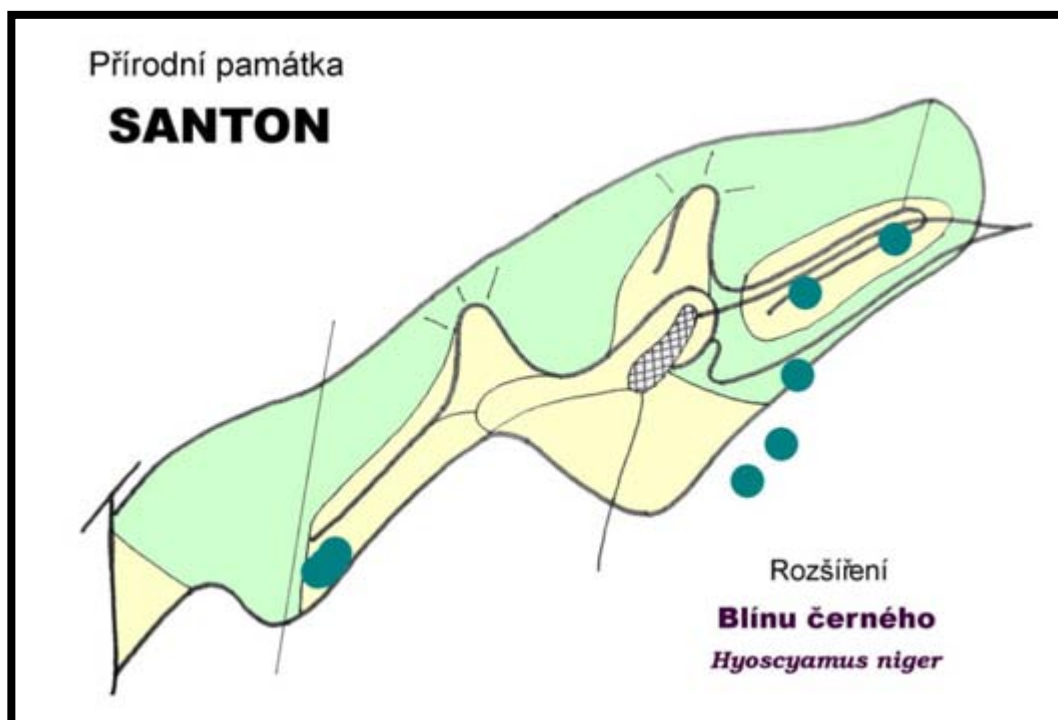 Přírodní památka
SANTON
Rozšíření
Blínu černého
Hyoscyamus niger